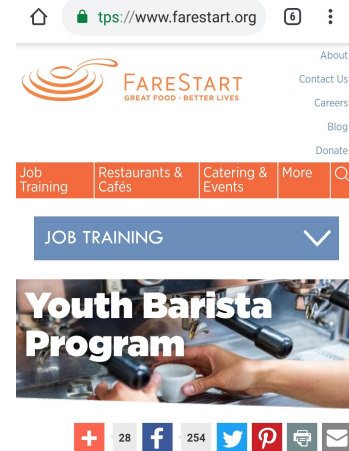 tps://www.farestart.org
6
About
FARESTART
Contact Us
GREAT FOOD · BETTER LIVES
Careers
Blog
Donate
Job Training
Restaurants & Cafés
Catering & Events
More
JOB TRAINING
Youth Barista
Program
28
254